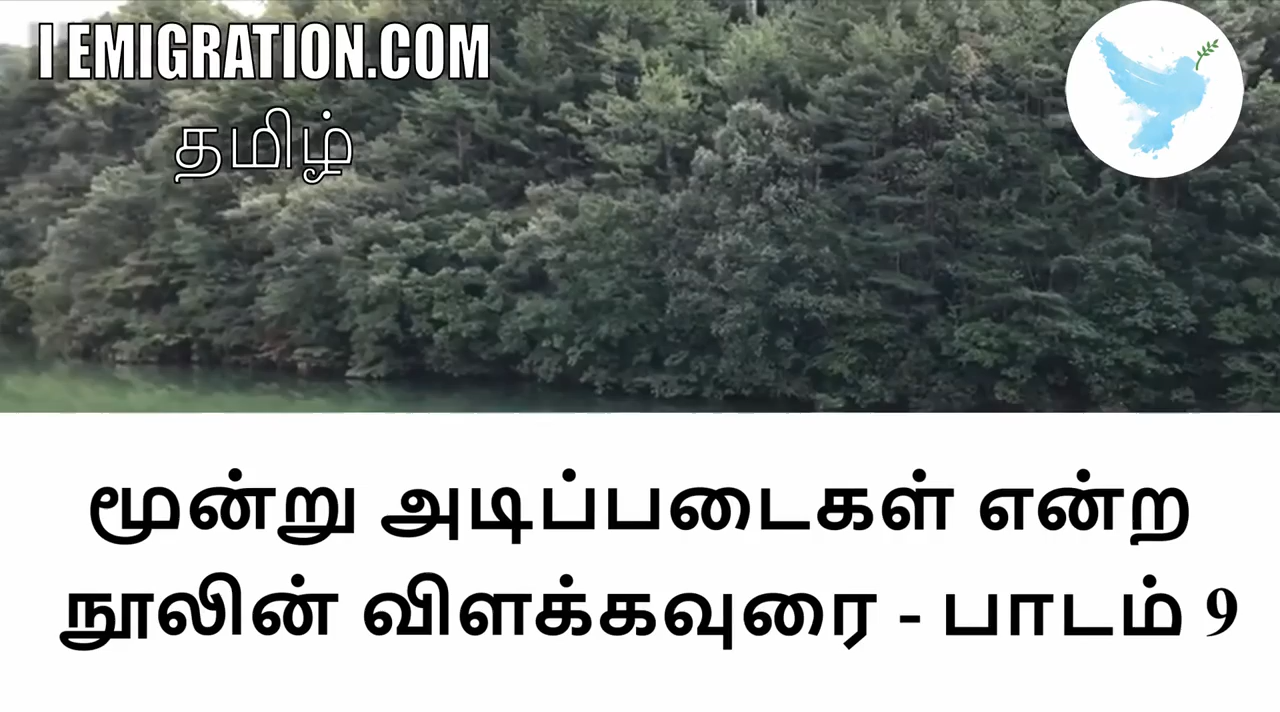 I EMIGRATION.COM
தமிழ்
மூன்று அடிப்படைகள் என்ற
நூலின் விளக்கவுரை - பாடம் 9